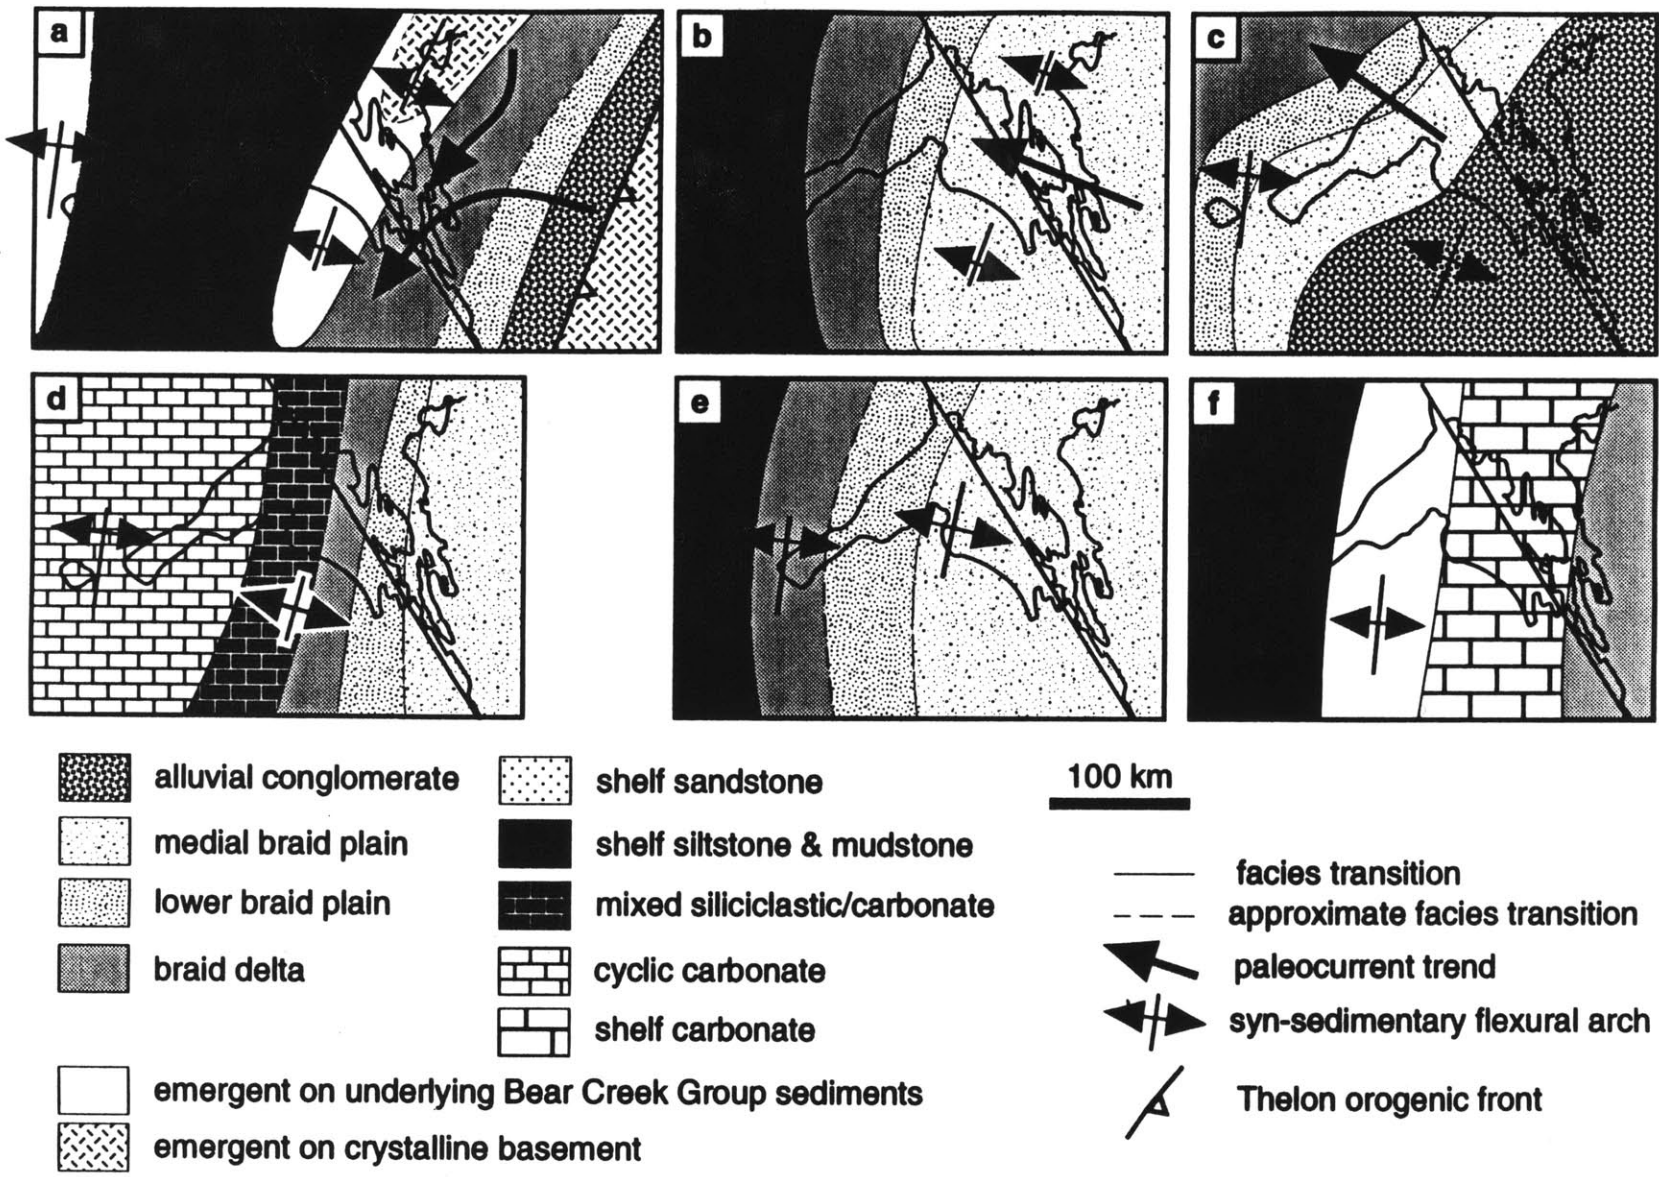 a
b
c
d
e
f
alluvial conglomerate
medial braid plain
lower braid plain
braid delta
shelf sandstone
shelf siltstone & mudstone
mixed siliciclastic/carbonate
cyclic carbonate
shelf carbonate
emergent on underlying Bear Creek Group sediments
emergent on crystalline basement
100 km
facies transition
approximate facies transition
paleocurrent trend
syn-sedimentary flexural arch
Thelon orogenic front